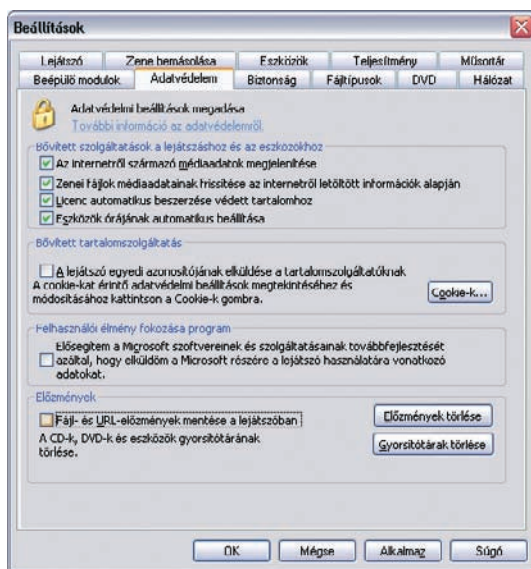 Beállítások
Lejátszó Zene bemásolása Eszközök Teljesítmény Műsortár
Beépülő modulok Adatvédelem Biztonság Fájltípusok DVD Hálózat
Adatvédelmi beállítások megadása
További információ az adatvédelemről.
Bővített szolgáltatások a lejátszáshoz és az eszközökhöz
Az internetről származó médiaadatok megjelenítése
Zenei fájlok médiaadatainak frissítése az internetről letöltött információk alapján
Licenc automatikus beszerzése védett tartalomhoz
Eszközök órájának automatikus beállítása
Bővített tartalomszolgáltatás
A lejátszó egyedi azonosítójának elküldése a tartalomszolgáltatóknak
A cookie-kat érintő adatvédelmi beállítások megtekintéséhez és
módosításához kattintson a Cookie-k gombra.
Cookie-k...
Felhasználói élmény fokozása program
Elősegítem a Microsoft szoftvereinek és szolgáltatásainak továbbfejlesztését
azáltal, hogy elküldöm a Microsoft részére a lejátszó használatára vonatkozó
adatokat.
Előzmények
Fájl- és URL-előzmények mentése a lejátszóban
Előzmények törlése
A CD-k, DVD-k és eszközök gyorsítótárának
törlése.
Gyorsítótárak törlése
OK Mégse Alkalmaz Súgó